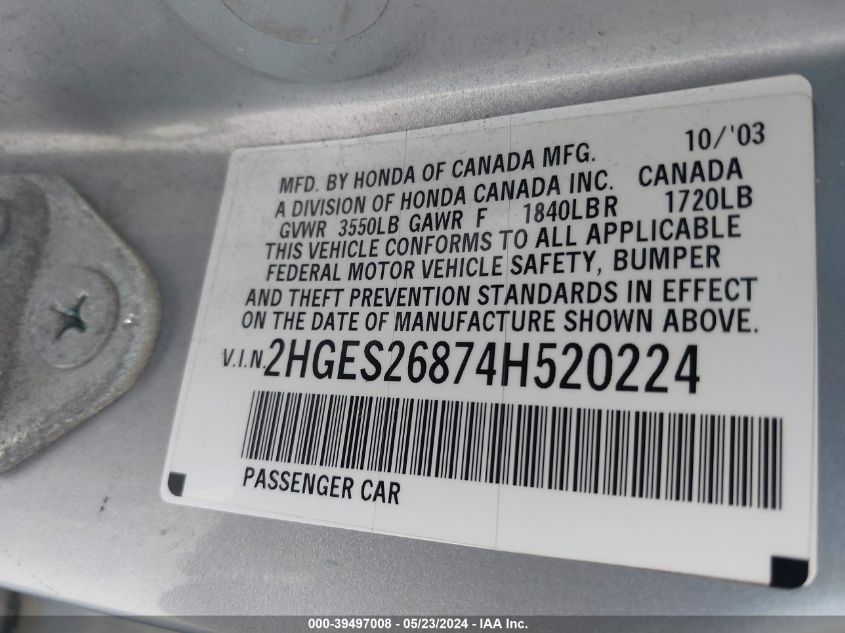 10/'03
MFD. BY HONDA OF CANADA MFG.
A DIVISION OF HONDA CANADA INC. CANADA
GVWR 3550LB GAWR F 1840LBR 1720LB
THIS VEHICLE CONFORMS TO ALL APPLICABLE
FEDERAL MOTOR VEHICLE SAFETY, BUMPER
AND THEFT PREVENTION STANDARDS IN EFFECT
ON THE DATE OF MANUFACTURE SHOWN ABOVE.
V.I.N. 2HGES26874H520224
PASSENGER CAR
000-39497008 - 05/23/2024 - IAA Inc.